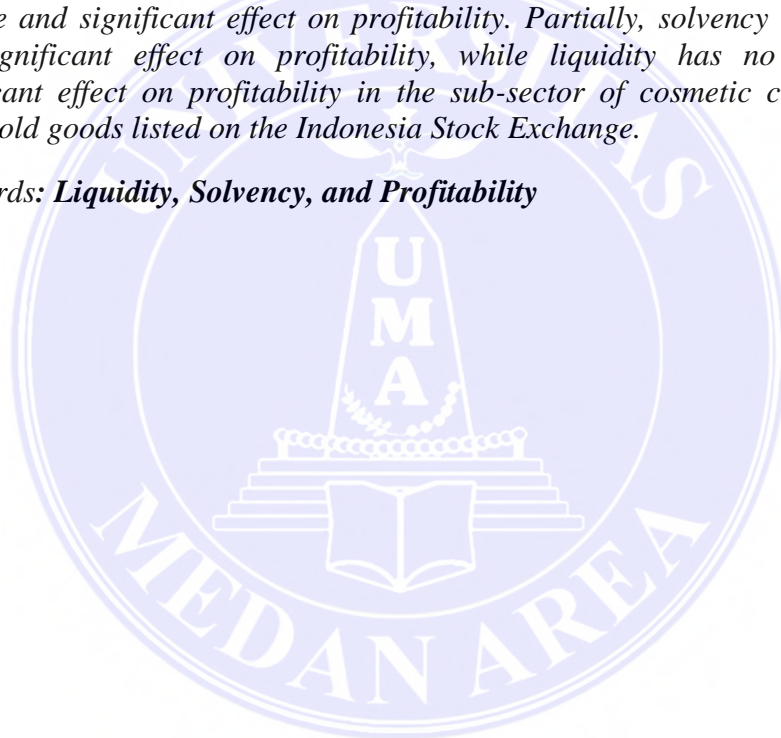 e and significant effect on profitability. Partially, solvency
gnificant effect on profitability, while liquidity has no
cant effect on profitability in the sub-sector of cosmetic c
old goods listed on the Indonesia Stock Exchange.
rds: Liquidity, Solvency, and Profitability
UNIVERSITAS
U
M
A
MEDAN AREA